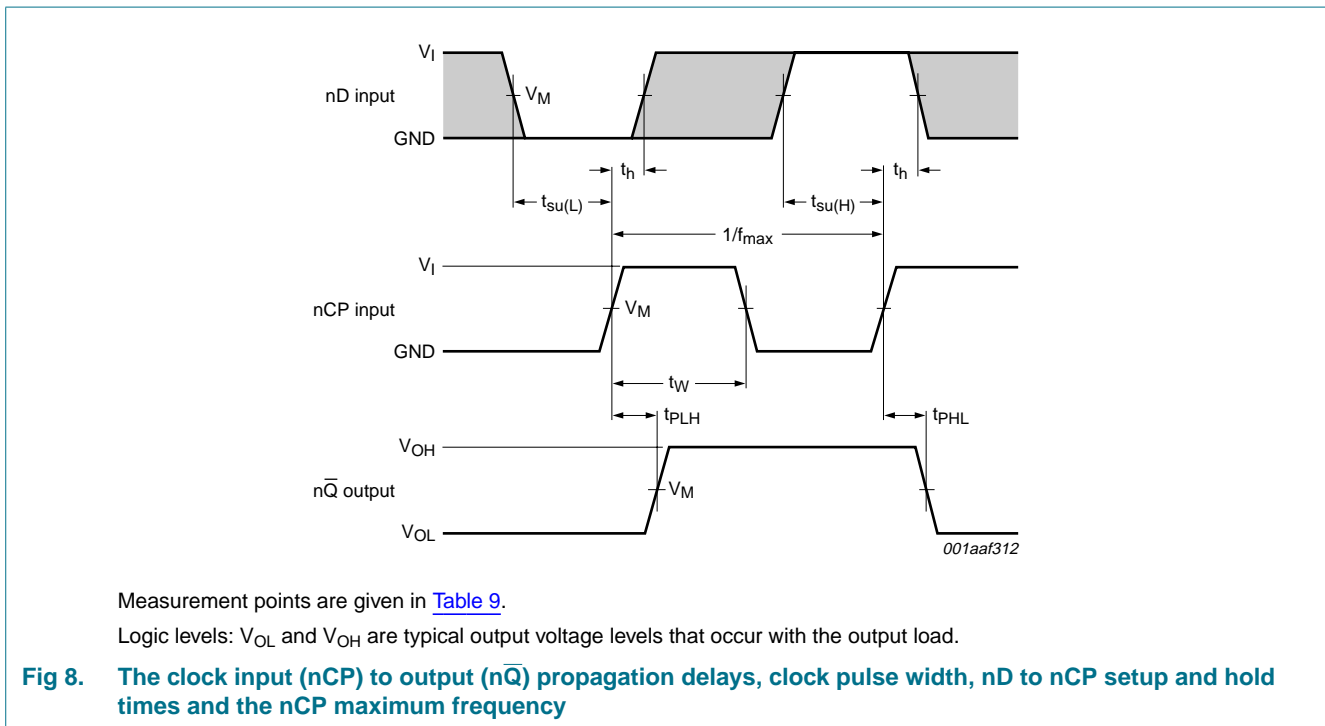 V_I
nD input
V_M
GND
t_h
t_h
t_su(L)
t_su(H)
1/f_max
V_I
nCP input
V_M
GND
t_W
t_PLH
t_PHL
V_OH
nQ̅ output
V_M
V_OL
001aaf312
Measurement points are given in Table 9.
Logic levels: V_OL and V_OH are typical output voltage levels that occur with the output load.
Fig 8. The clock input (nCP) to output (nQ̅) propagation delays, clock pulse width, nD to nCP setup and hold
times and the nCP maximum frequency